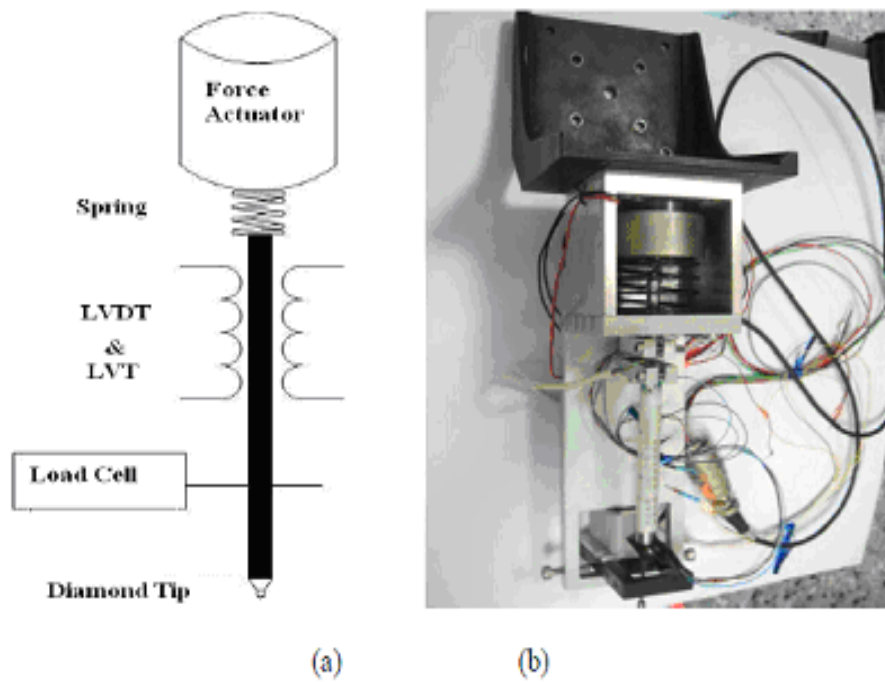 Force
Actuator
Spring
LVDT
&
LVT
Load Cell
Diamond Tip
(a)
(b)